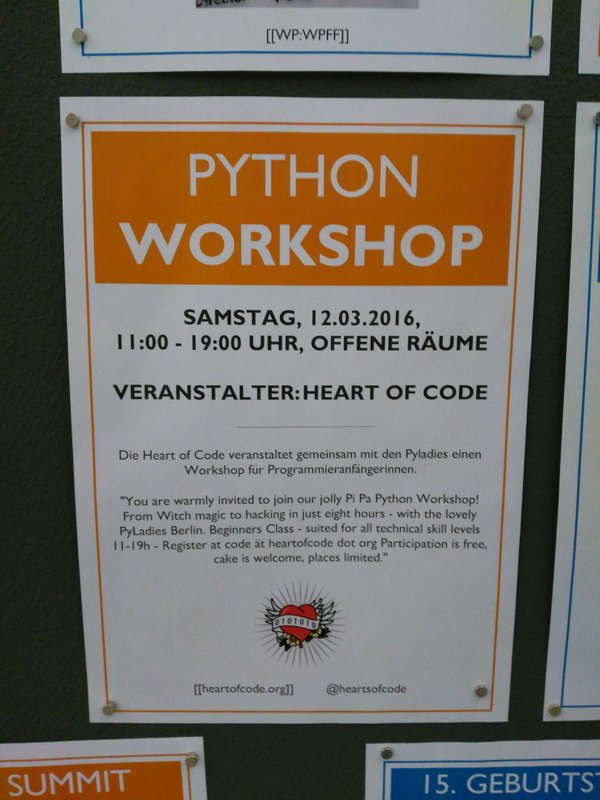 [[WP:WPFF]]
PYTHON
WORKSHOP
SAMSTAG, 12.03.2016,
11:00 - 19:00 UHR, OFFENE RÄUME
VERANSTALTER: HEART OF CODE
Die Heart of Code veranstaltet gemeinsam mit den Pyladies einen
Workshop für Programmieranfängerinnen.
"You are warmly invited to join our jolly Pi Pa Python Workshop!
From Witch magic to hacking in just eight hours - with the lovely
PyLadies Berlin. Beginners Class - suited for all technical skill levels
11-19h - Register at code ät heartofcode dot org Participation is free,
cake is welcome, places limited."
0101010
[[heartofcode.org]] @heartsofcode
SUMMIT
15. GEBURTST